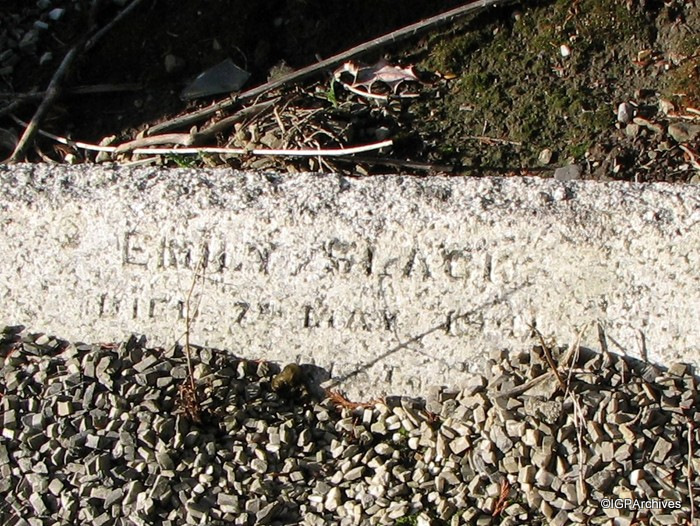 EMILY SLACK
DIED 7TH MAY
©IGPArchives